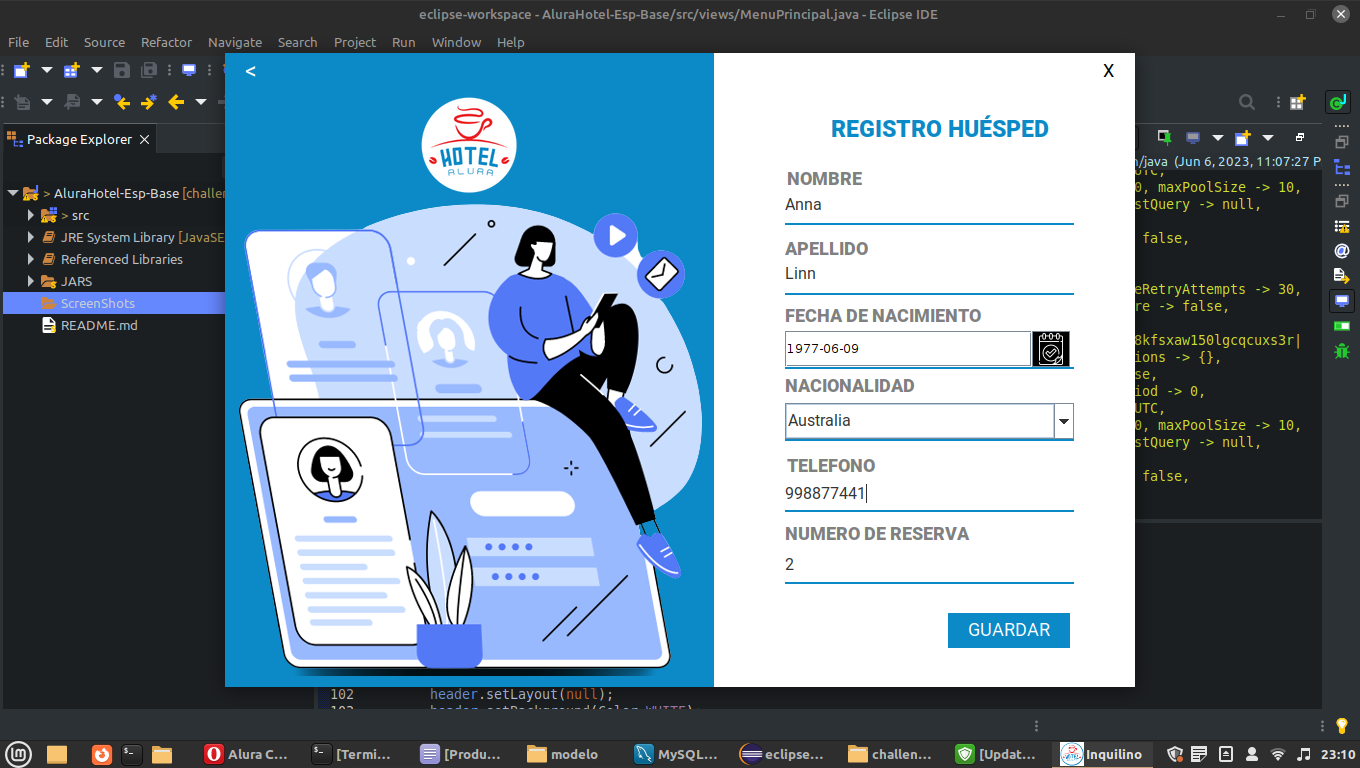 eclipse-workspace - AluraHotel-Esp-Base/src/views/MenuPrincipal.java - Eclipse IDE
File Edit Source Refactor Navigate Search Project Run Window Help
< X
HOTEL
ALURA
REGISTRO HUÉSPED
NOMBRE
Anna
APELLIDO
Linn
FECHA DE NACIMIENTO
1977-06-09
NACIONALIDAD
Australia
TELEFONO
998877441
NUMERO DE RESERVA
2
GUARDAR
Package Explorer
> AluraHotel-Esp-Base [challen
> src
JRE System Library [JavaSE
Referenced Libraries
JARS
ScreenShots
README.md
n/java (Jun 6, 2023, 11:07:27 P
UTC,
0, maxPoolSize -> 10,
stQuery -> null,
false,
eRetryAttempts -> 30,
re -> false,
8kfsxaw150lgcqcuxs3r|
ions -> {},
se,
iod -> 0,
UTC,
0, maxPoolSize -> 10,
stQuery -> null,
false,
102 header.setLayout(null);
Alura C... [Termi... [Produ... modelo MySQL... eclipse... challen... [Updat... Inquilino 23:10